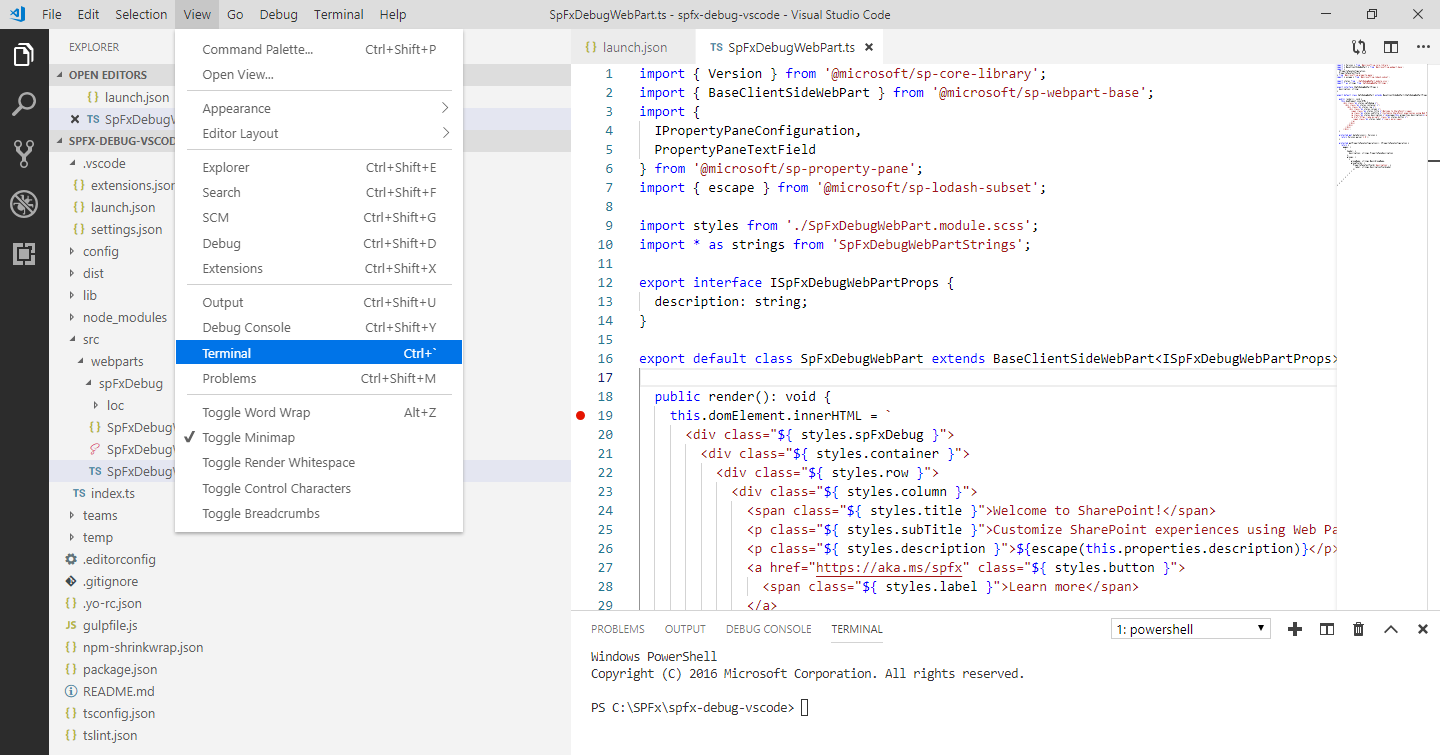 File Edit Selection View Go Debug Terminal Help SpFxDebugWebPart.ts - spfx-debug-vscode - Visual Studio Code
EXPLORER
OPEN EDITORS
{} launch.json
TS SpFxDebugW
SPFX-DEBUG-VSCOD
.vscode
{} extensions.json
{} launch.json
{} settings.json
config
dist
lib
node_modules
src
webparts
spFxDebug
loc
{} SpFxDebugW
SpFxDebugW
TS SpFxDebugW
TS index.ts
teams
temp
.editorconfig
.gitignore
{} .yo-rc.json
JS gulpfile.js
{} npm-shrinkwrap.json
{} package.json
README.md
{} tsconfig.json
{} tslint.json
Command Palette... Ctrl+Shift+P
Open View...
Appearance
Editor Layout
Explorer Ctrl+Shift+E
Search Ctrl+Shift+F
SCM Ctrl+Shift+G
Debug Ctrl+Shift+D
Extensions Ctrl+Shift+X
Output Ctrl+Shift+U
Debug Console Ctrl+Shift+Y
Terminal Ctrl+`
Problems Ctrl+Shift+M
Toggle Word Wrap Alt+Z
✓ Toggle Minimap
Toggle Render Whitespace
Toggle Control Characters
Toggle Breadcrumbs
{} launch.json TS SpFxDebugWebPart.ts
1 import { Version } from '@microsoft/sp-core-library';
2 import { BaseClientSideWebPart } from '@microsoft/sp-webpart-base';
3 import {
4 IPropertyPaneConfiguration,
5 PropertyPaneTextField
6 } from '@microsoft/sp-property-pane';
7 import { escape } from '@microsoft/sp-lodash-subset';
8
9 import styles from './SpFxDebugWebPart.module.scss';
10 import * as strings from 'SpFxDebugWebPartStrings';
11
12 export interface ISpFxDebugWebPartProps {
13 description: string;
14 }
15
16 export default class SpFxDebugWebPart extends BaseClientSideWebPart<ISpFxDebugWebPartProps>
17
18 public render(): void {
19 this.domElement.innerHTML = `
20 <div class="${ styles.spFxDebug }">
21 <div class="${ styles.container }">
22 <div class="${ styles.row }">
23 <div class="${ styles.column }">
24 <span class="${ styles.title }">Welcome to SharePoint!</span>
25 <p class="${ styles.subTitle }">Customize SharePoint experiences using Web Pa
26 <p class="${ styles.description }">${escape(this.properties.description)}</p>
27 <a href="https://aka.ms/spfx" class="${ styles.button }">
28 <span class="${ styles.label }">Learn more</span>
29 </a>
PROBLEMS OUTPUT DEBUG CONSOLE TERMINAL 1: powershell
Windows PowerShell
Copyright (C) 2016 Microsoft Corporation. All rights reserved.
PS C:\SPFx\spfx-debug-vscode>